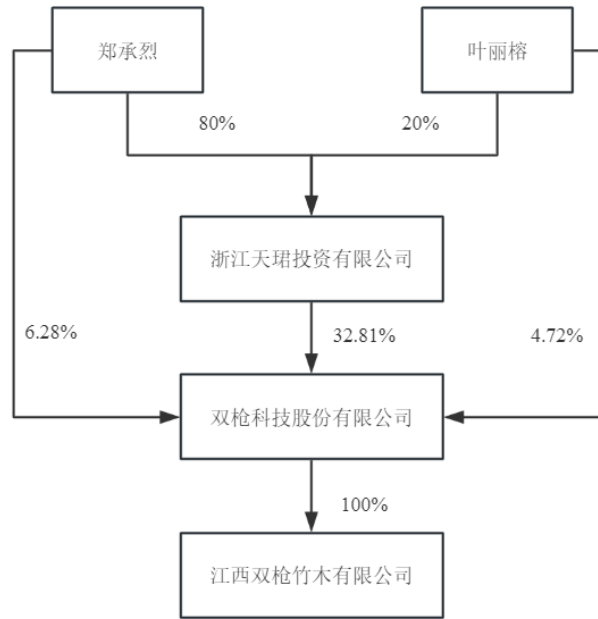 郑承烈
叶丽榕
80%
20%
浙江天珺投资有限公司
6.28%
32.81%
4.72%
双枪科技股份有限公司
100%
江西双枪竹木有限公司